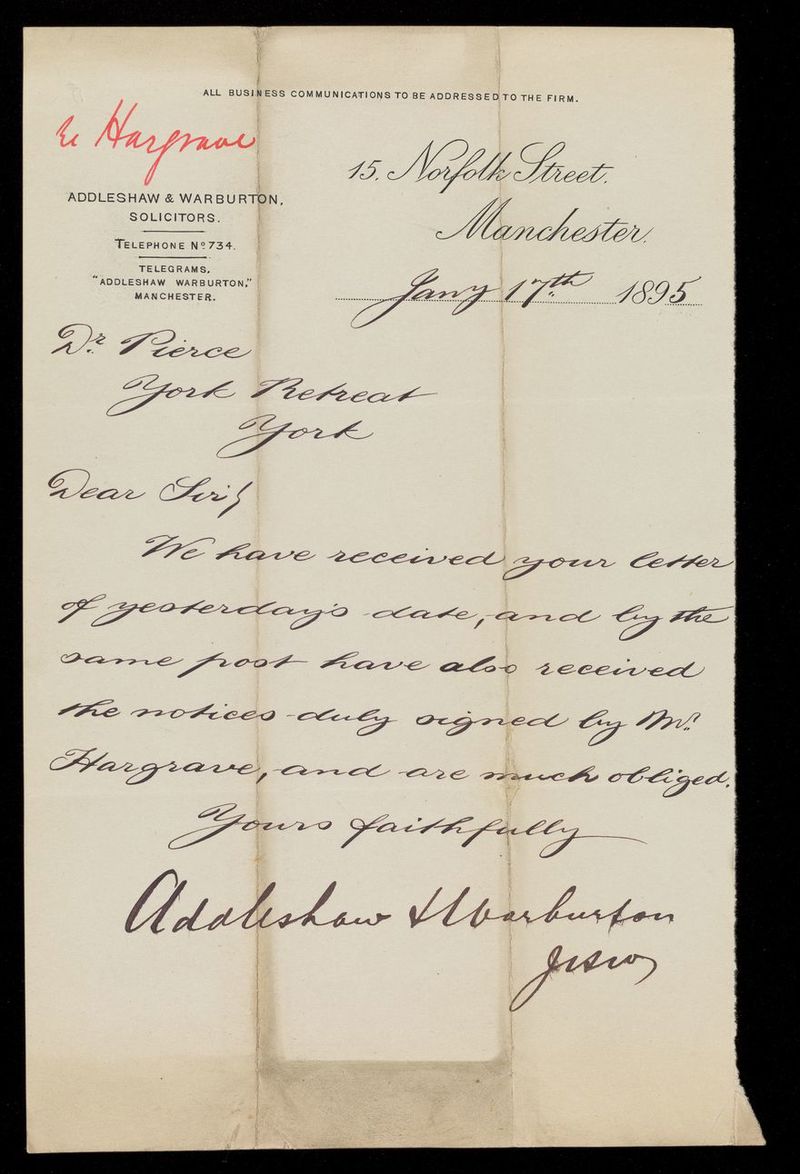 ALL BUSINESS COMMUNICATIONS TO BE ADDRESSED TO THE FIRM.
Hargrave
ADDLESHAW & WARBURTON,
SOLICITORS.
TELEPHONE Nº 734.
TELEGRAMS,
"ADDLESHAW WARBURTON,"
MANCHESTER.
15, Norfolk Street,
Manchester,
Jany 17th 1895
Dr. Pierce
York Retreat
York
Dear Sir,
We have received your letter
of yesterday's date, and by the
same post have also received
the notices duly signed by Mr.
Hargrave, and are much obliged.
Yours faithfully
Addleshaw & Warburton